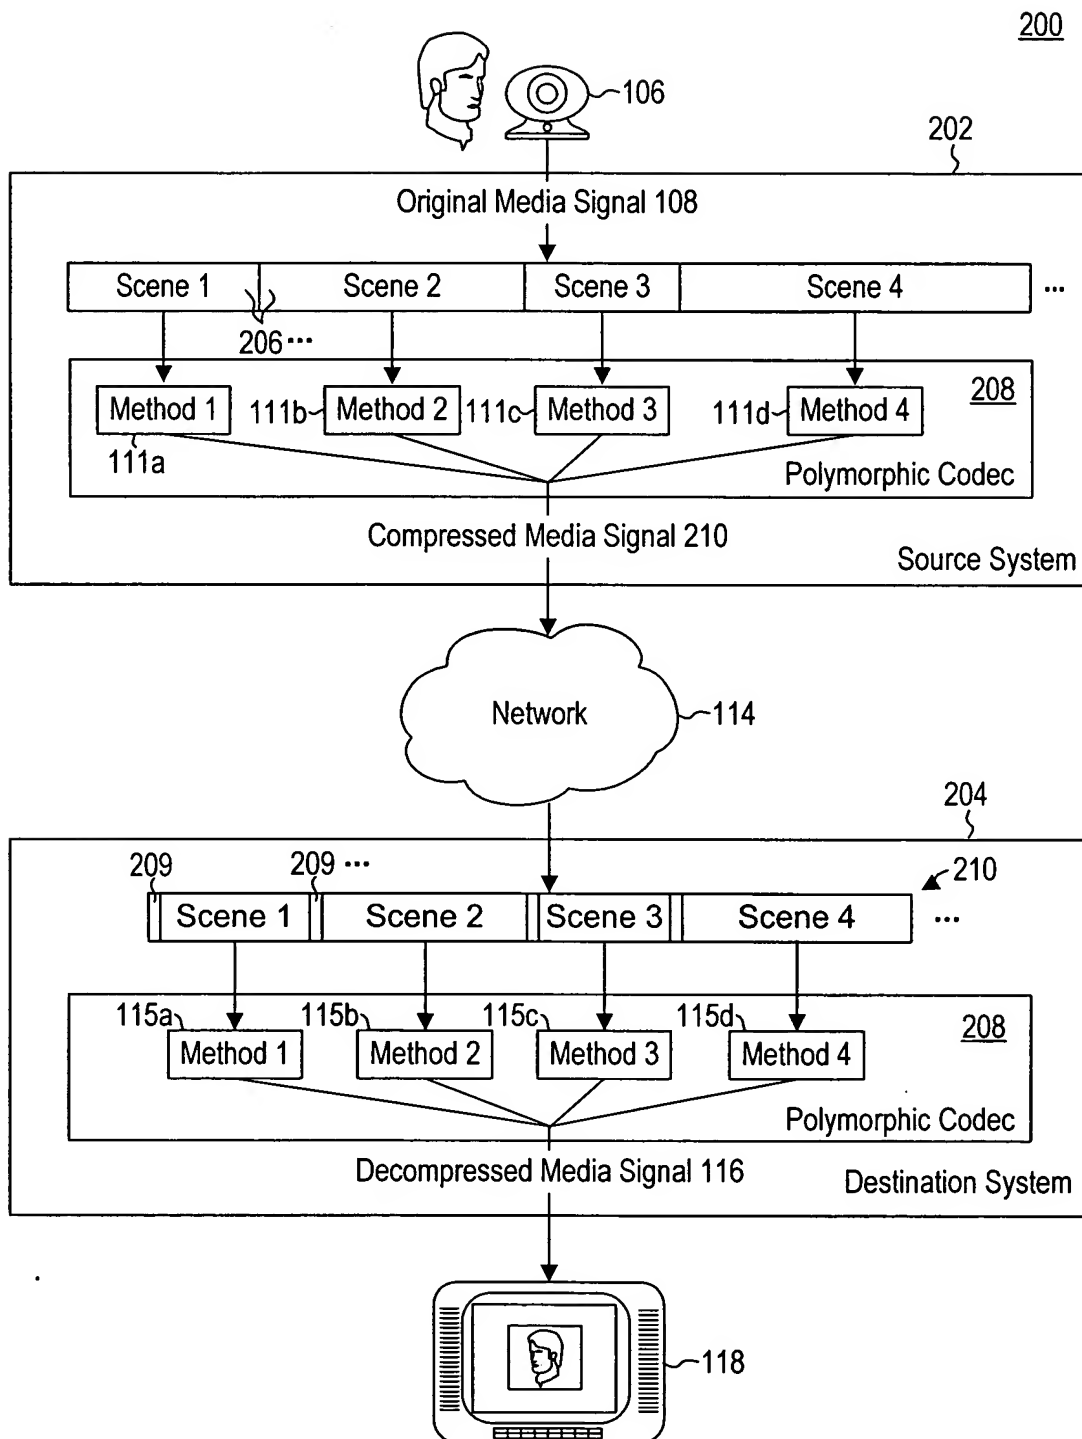 200
106
202
Original Media Signal 108
Scene 1 Scene 2 Scene 3 Scene 4 ...
206 ...
208
Method 1 111b Method 2 111c Method 3 111d Method 4
111a
Polymorphic Codec
Compressed Media Signal 210
Source System
Network 114
204
209 209 ... 210
Scene 1 Scene 2 Scene 3 Scene 4 ...
115a 115b 115c 115d 208
Method 1 Method 2 Method 3 Method 4
Polymorphic Codec
Decompressed Media Signal 116
Destination System
118